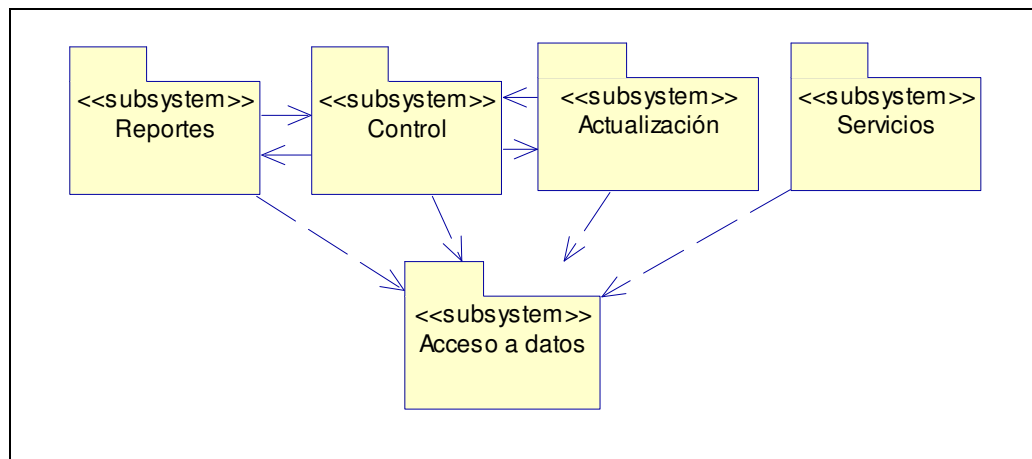 <<subsystem>>
Reportes
<<subsystem>>
Control
<<subsystem>>
Actualización
<<subsystem>>
Servicios
<<subsystem>>
Acceso a datos